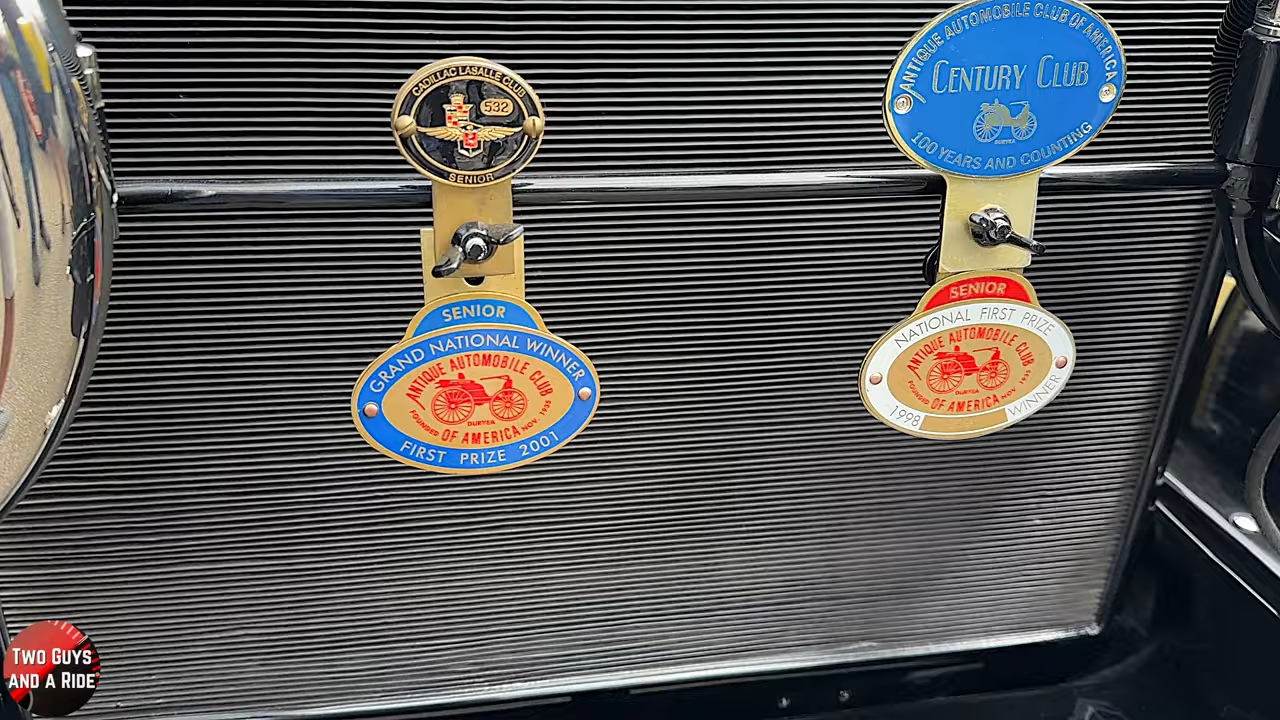 CADILLAC LASALLE CLUB
532
SENIOR
SENIOR
GRAND NATIONAL WINNER
ANTIQUE AUTOMOBILE CLUB
DURYEA
FOUNDED NOV. 1935
OF AMERICA
FIRST PRIZE 2001
ANTIQUE AUTOMOBILE CLUB OF AMERICA
CENTURY CLUB
DURYEA
100 YEARS AND COUNTING
SENIOR
NATIONAL FIRST PRIZE
ANTIQUE AUTOMOBILE CLUB
DURYEA
FOUNDED NOV. 1935
OF AMERICA
1998 WINNER
TWO GUYS
AND A RIDE